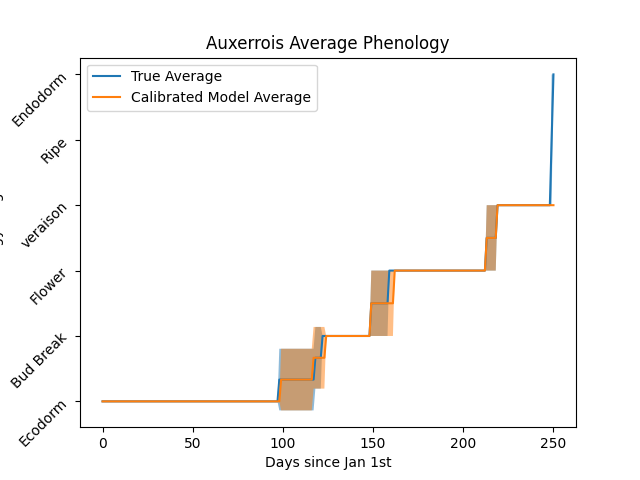 Auxerrois Average Phenology
True Average
Calibrated Model Average
Endodorm
Ripe
veraison
Flower
Bud Break
Ecodorm
0 50 100 150 200 250
Days since Jan 1st